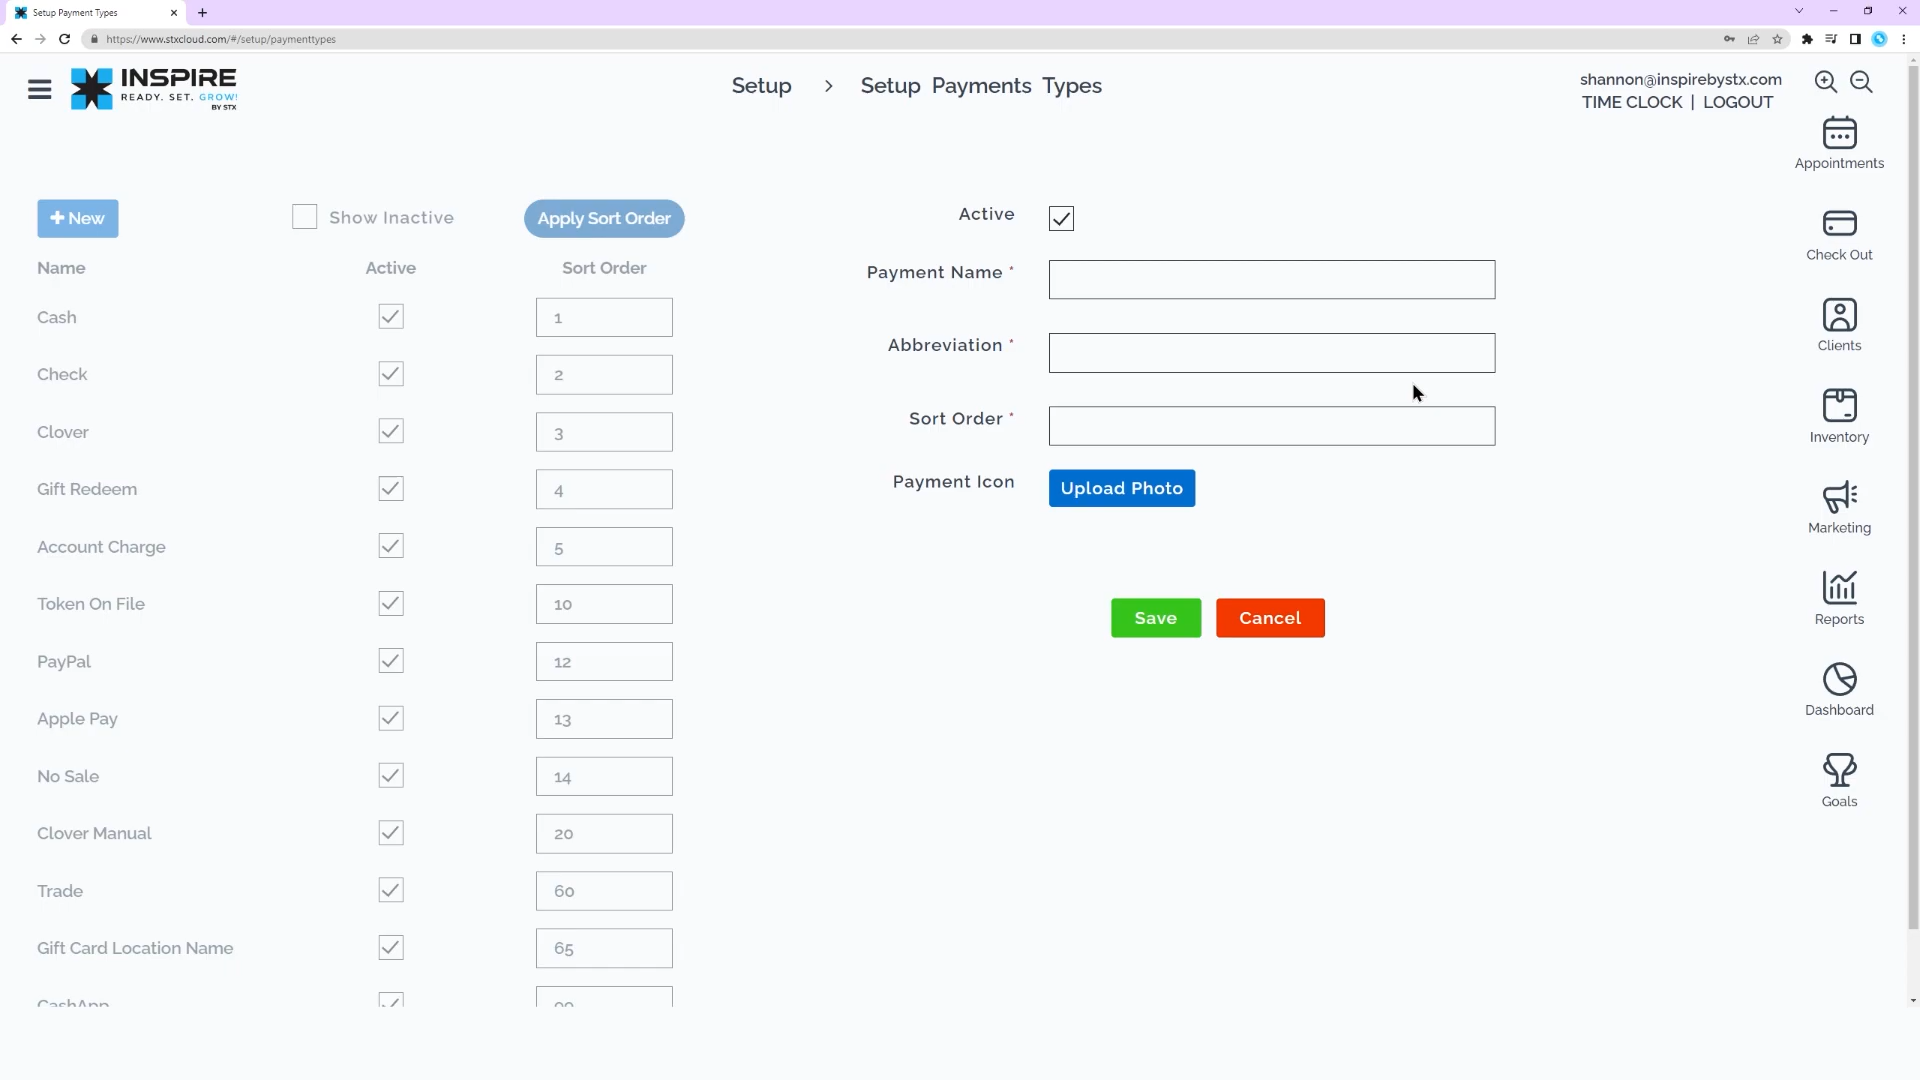 Setup Payment Types
https://www.stxcloud.com/#/setup/paymenttypes
INSPIRE
READY. SET. GROW!
BY STX
Setup > Setup Payments Types
shannon@inspirebystx.com
TIME CLOCK | LOGOUT
+ New
Show Inactive
Apply Sort Order
Name Active Sort Order
Cash 1
Check 2
Clover 3
Gift Redeem 4
Account Charge 5
Token On File 10
PayPal 12
Apple Pay 13
No Sale 14
Clover Manual 20
Trade 60
Gift Card Location Name 65
CashApp
Active
Payment Name *
Abbreviation *
Sort Order *
Payment Icon Upload Photo
Save Cancel
Appointments
Check Out
Clients
Inventory
Marketing
Reports
Dashboard
Goals